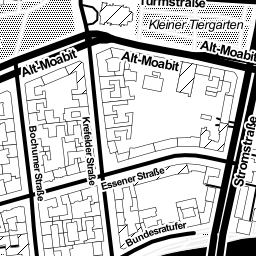 Turmstraße
Kleiner Tiergarten
Alt-Moabit
Alt-Moabit
Alt-Moabit
Bochumer Straße
Krefelder Straße
Stromstraße
Essener Straße
Bundesratufer